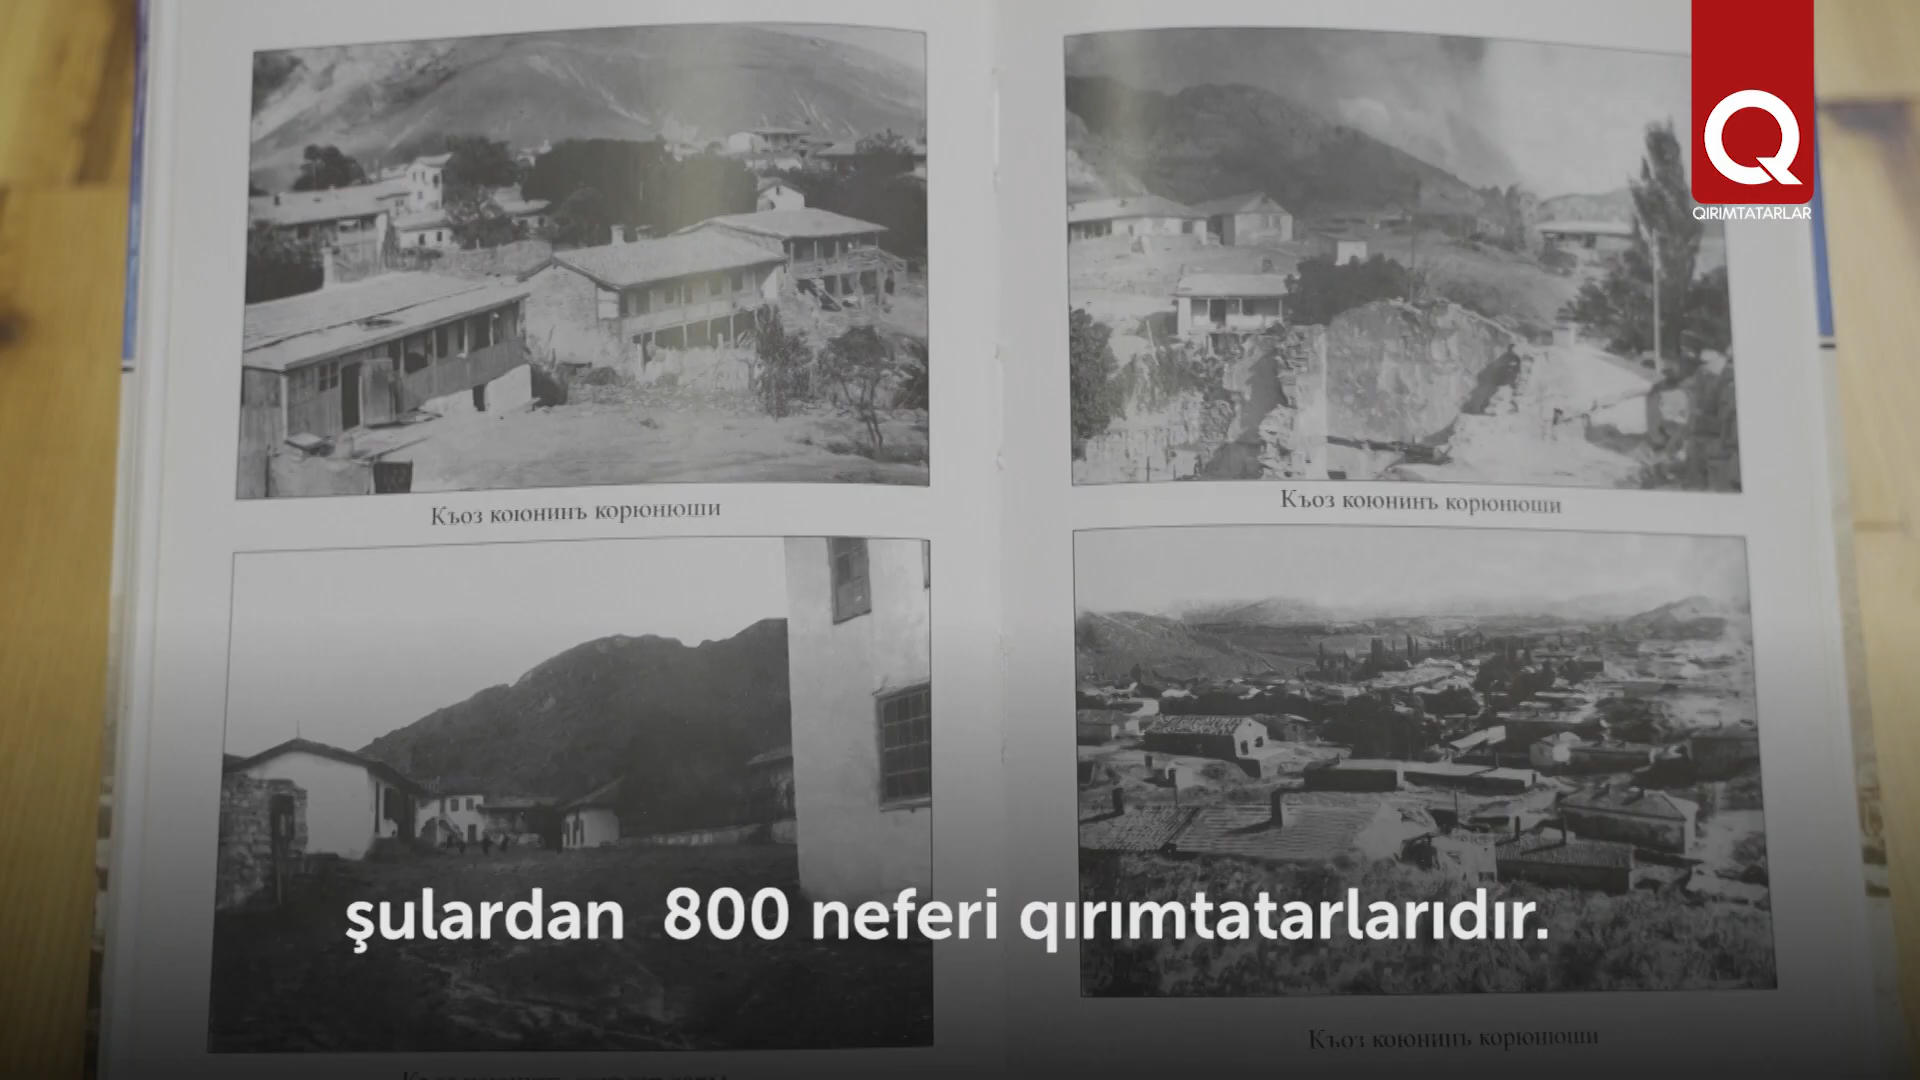 QIRIMTATARLAR
Къоз коюнинъ корюнюши
Къоз коюнинъ корюнюши
şulardan 800 neferi qırımtatarlarıdır.
Къоз коюнинъ корюнюши